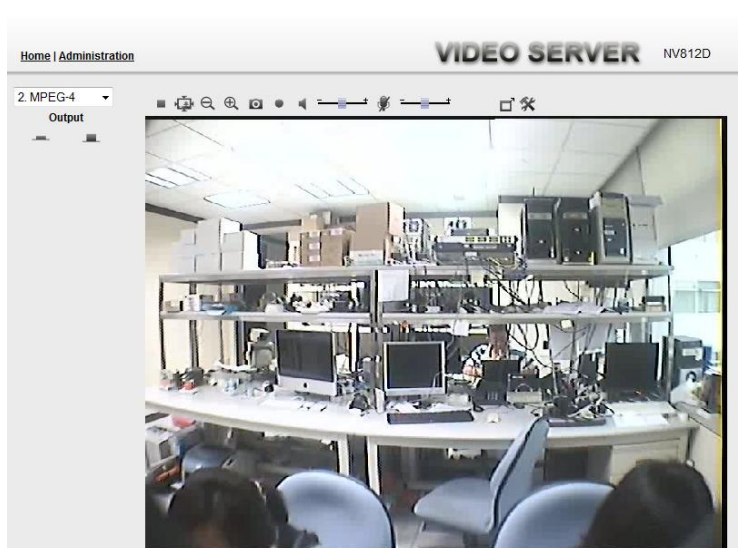 VIDEO SERVER NV812D
Home | Administration
2. MPEG-4
Output